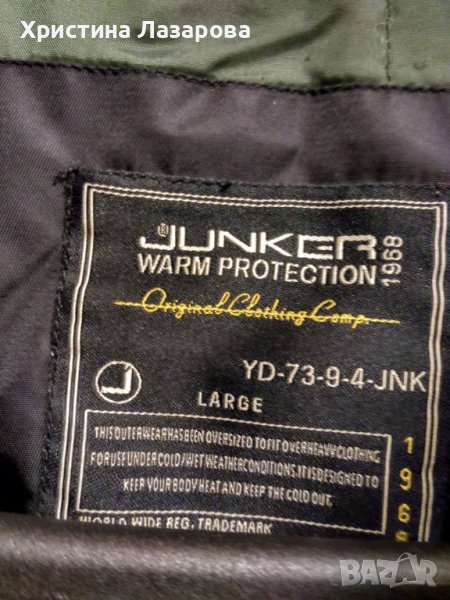 Христина Лазарова
JUNKER®
WARM PROTECTION
1968
Original Clothing Comp.
YD-73-9-4-JNK
J
LARGE
THIS OUTERWEAR HAS BEEN OVERSIZED TO FIT OVER HEAVY CLOTHING
FOR USE UNDER COLD/WET WEATHER CONDITIONS. IT IS DESIGNED TO
KEEP YOUR BODY HEAT AND KEEP THE COLD OUT.
1
9
6
8
WORLD WIDE REG. TRADEMARK
BAZAR